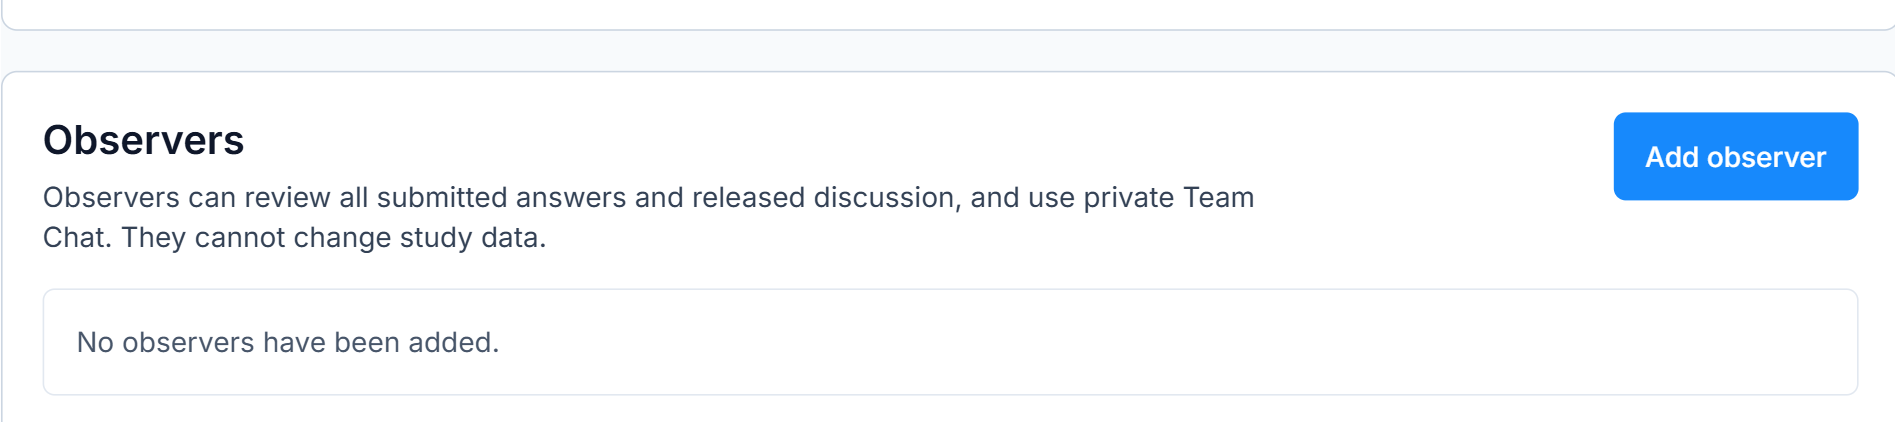 Observers
Add observer
Observers can review all submitted answers and released discussion, and use private Team
Chat. They cannot change study data.
No observers have been added.